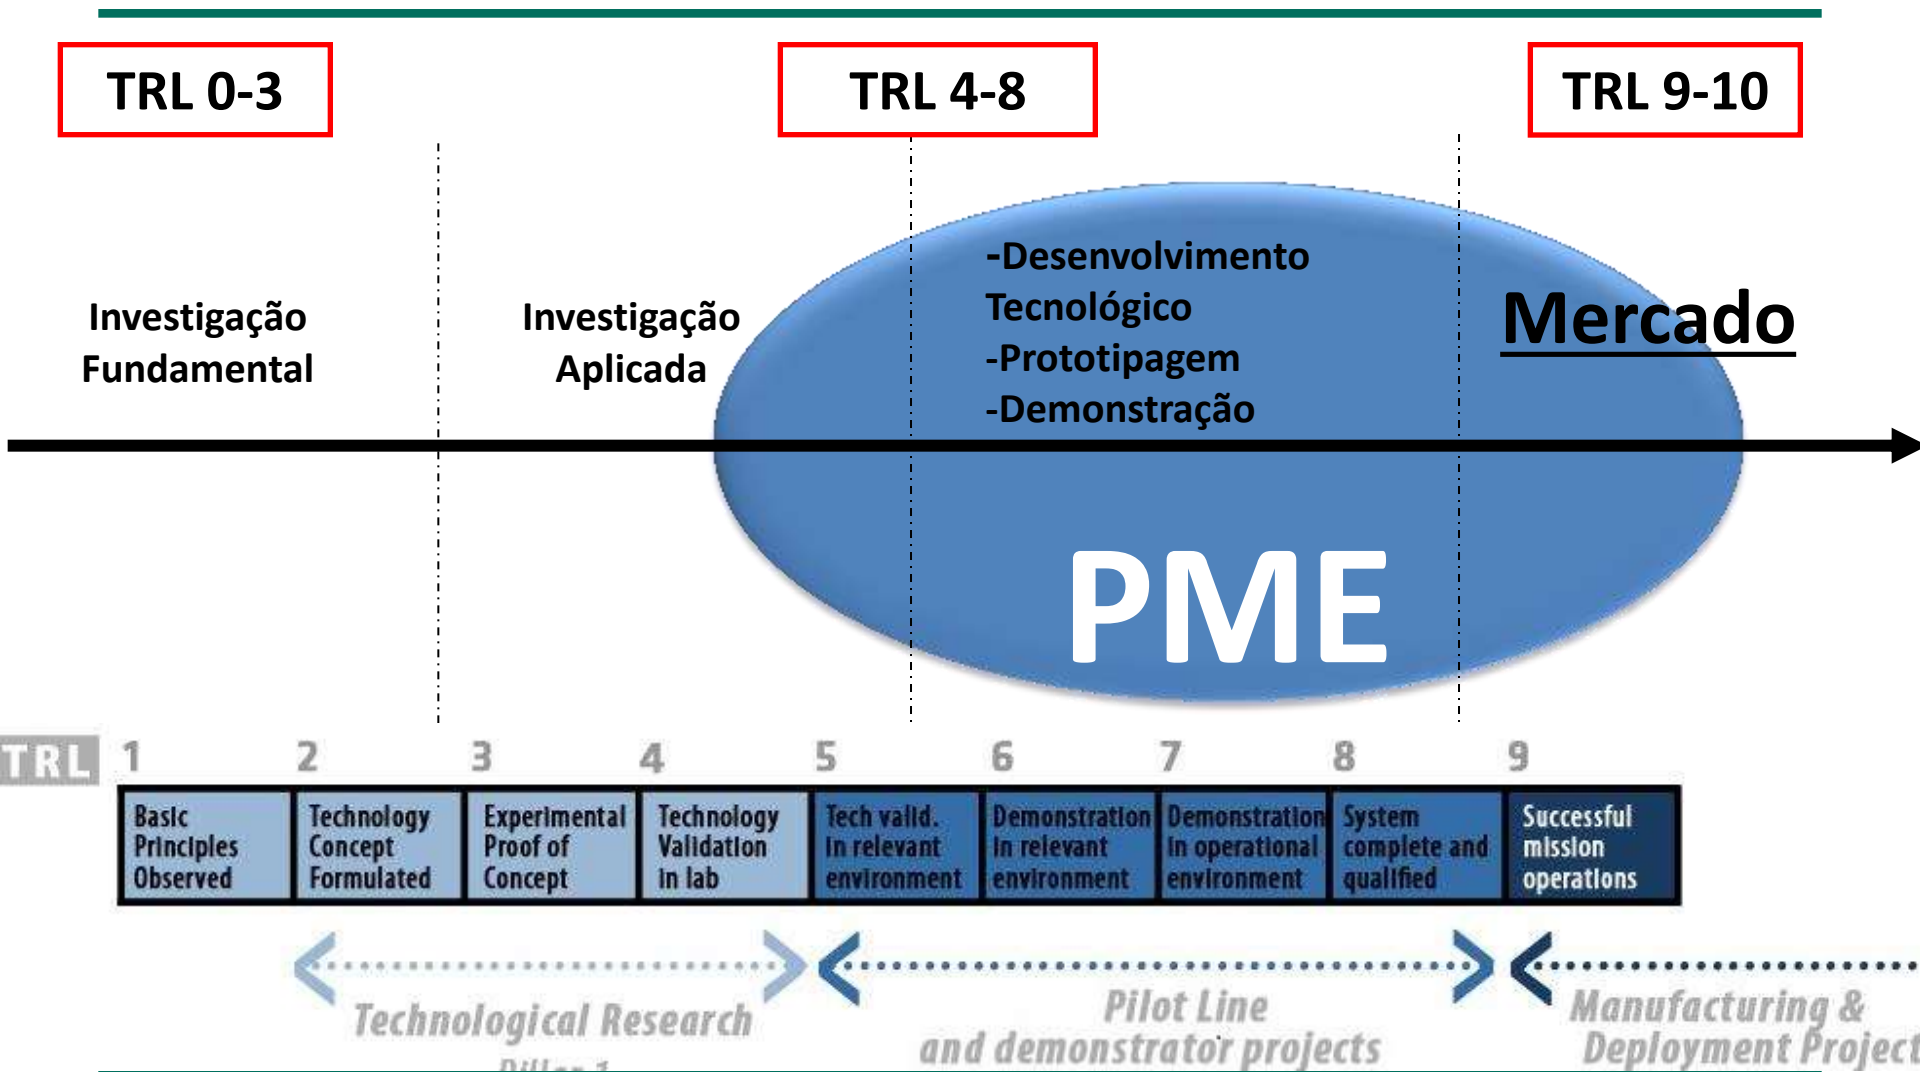 TRL 0-3
TRL 4-8
TRL 9-10
Investigação
Fundamental
Investigação
Aplicada
-Desenvolvimento
Tecnológico
-Prototipagem
-Demonstração
Mercado
PME
TRL 1 2 3 4 5 6 7 8 9
Basic
Principles
Observed
Technology
Concept
Formulated
Experimental
Proof of
Concept
Technology
Validation
in lab
Tech valid.
in relevant
environment
Demonstration
in relevant
environment
Demonstration
in operational
environment
System
complete and
qualified
Successful
mission
operations
Technological Research
Pilot Line
and demonstrator projects
Manufacturing &
Deployment Project